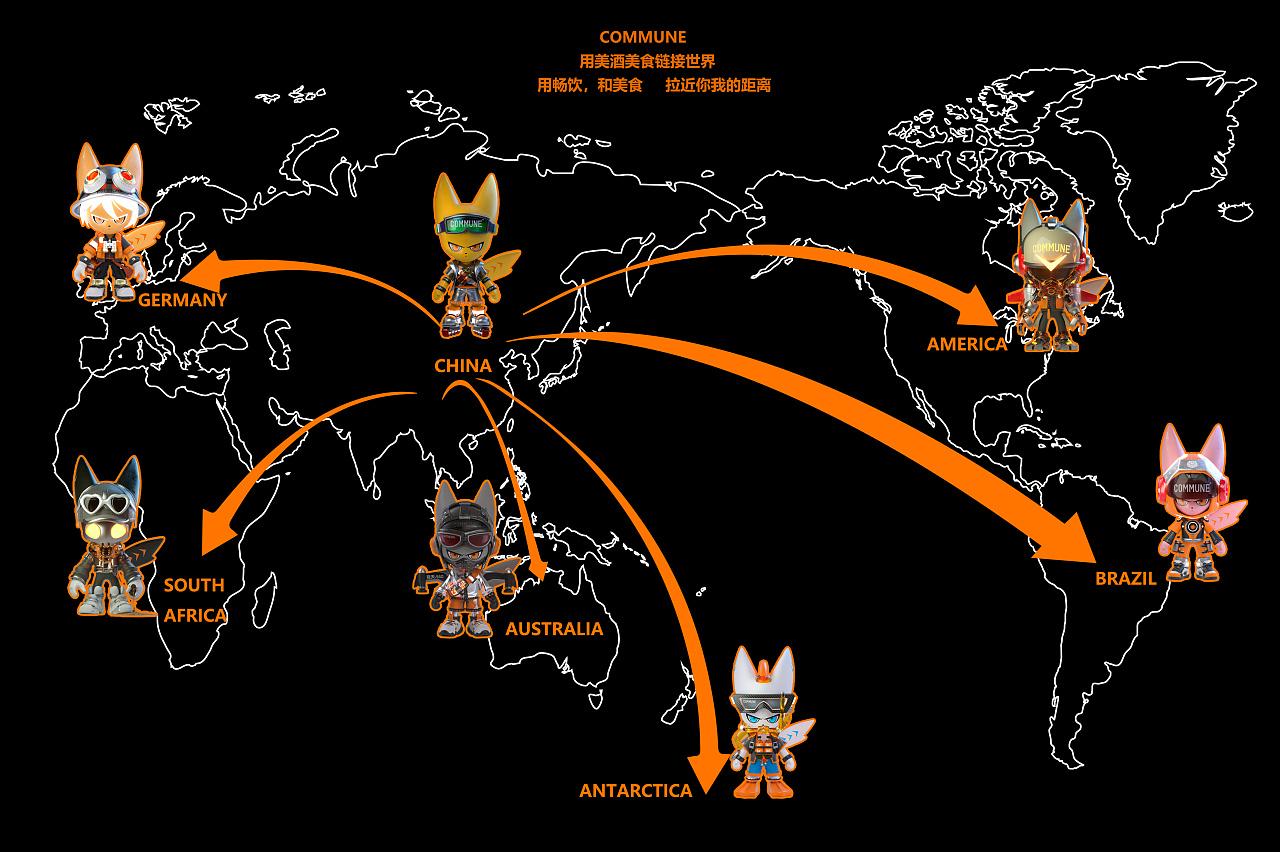 COMMUNE
用美酒美食链接世界
用畅饮，和美食 拉近你我的距离
COMMUNE
COMMUNE
GERMANY
AMERICA
CHINA
COMMUNE
BRAZIL
SOUTH
AFRICA
AUSTRALIA
COMMUNE
ANTARCTICA